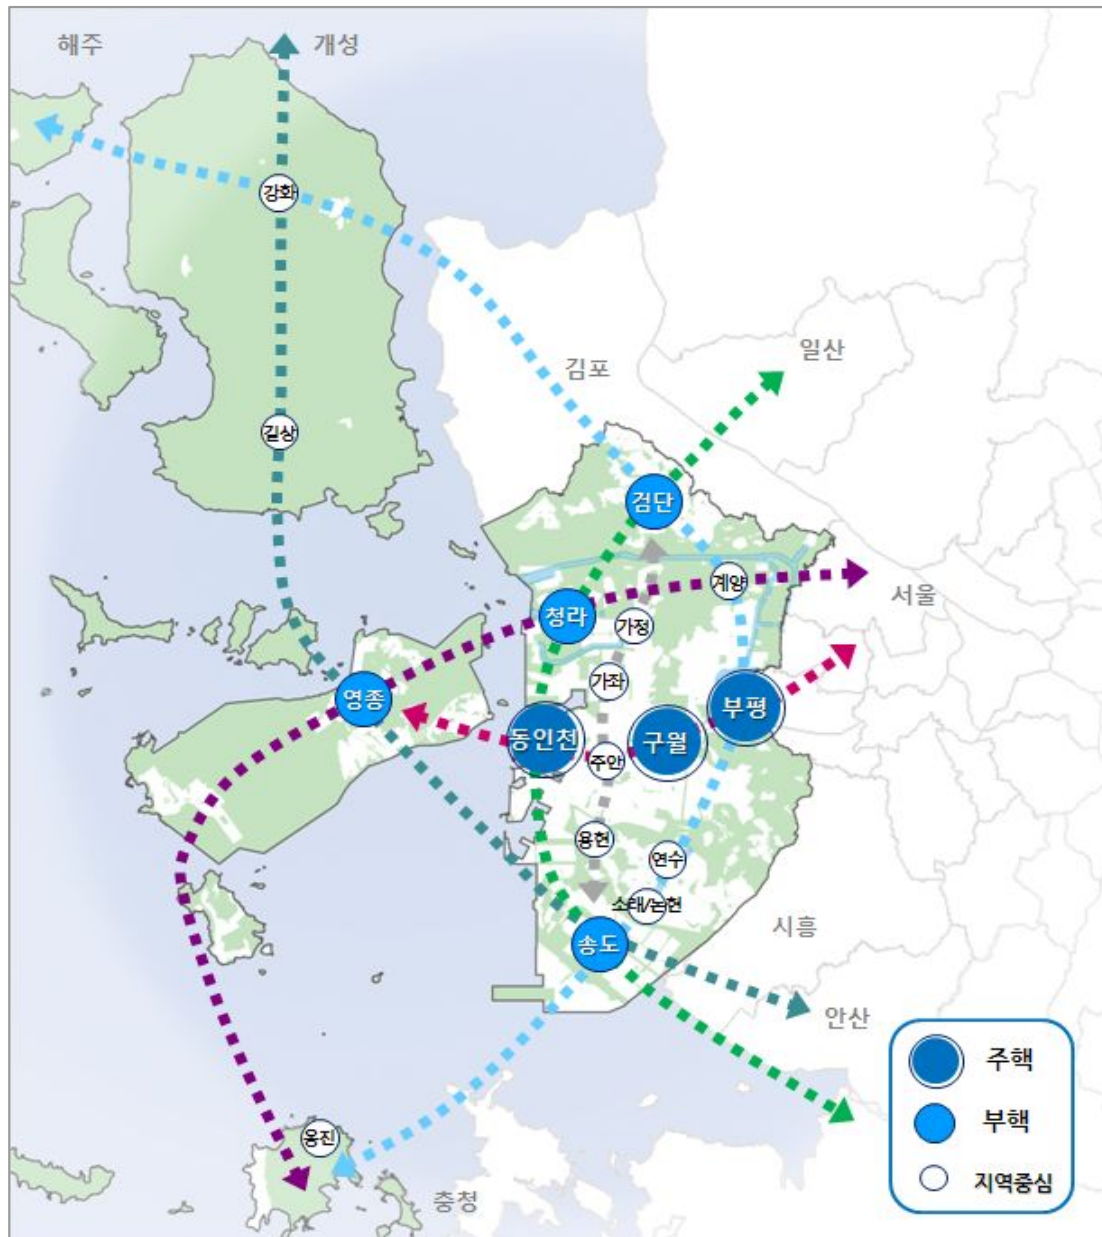 해주
개성
강화
일산
김포
길상
검단
계양
서울
청라
가정
가좌
영종
부평
동인천
구월
주안
용현
연수
소래/논현
시흥
송도
안산
주핵
부핵
지역중심
옹진
충청